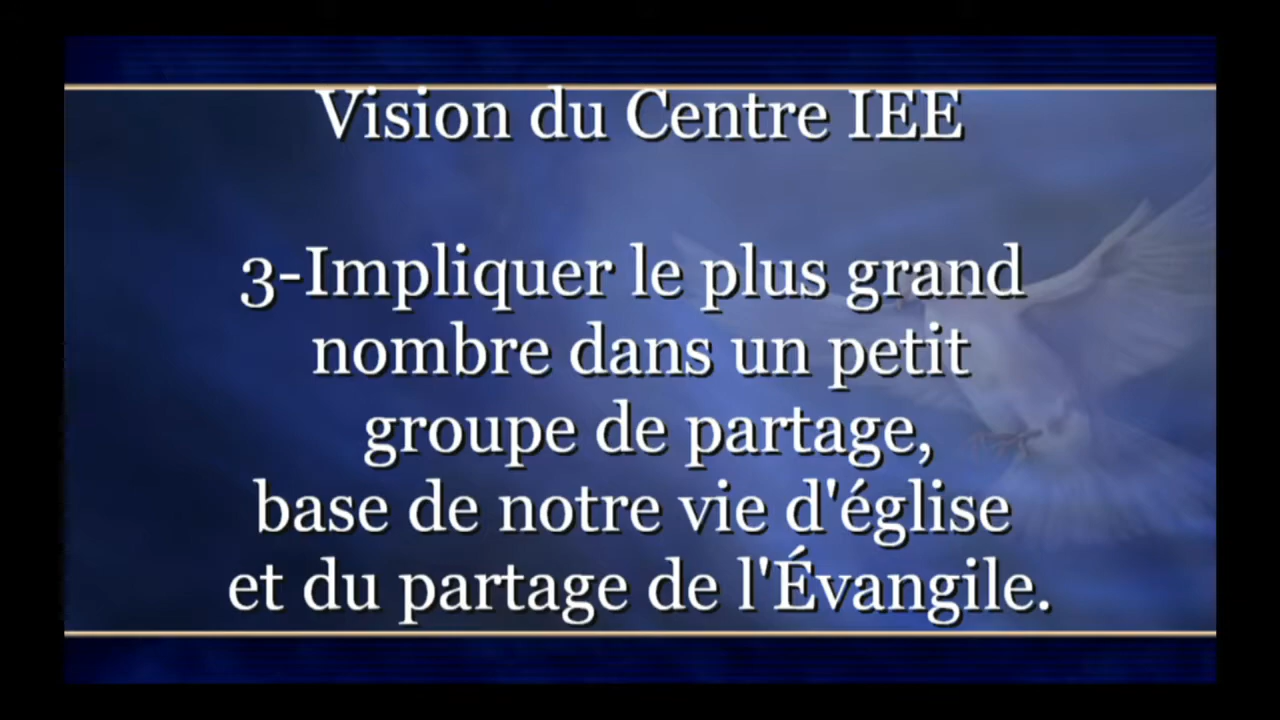 Vision du Centre IEE
3-Impliquer le plus grand
nombre dans un petit
groupe de partage,
base de notre vie d'église
et du partage de l'Évangile.